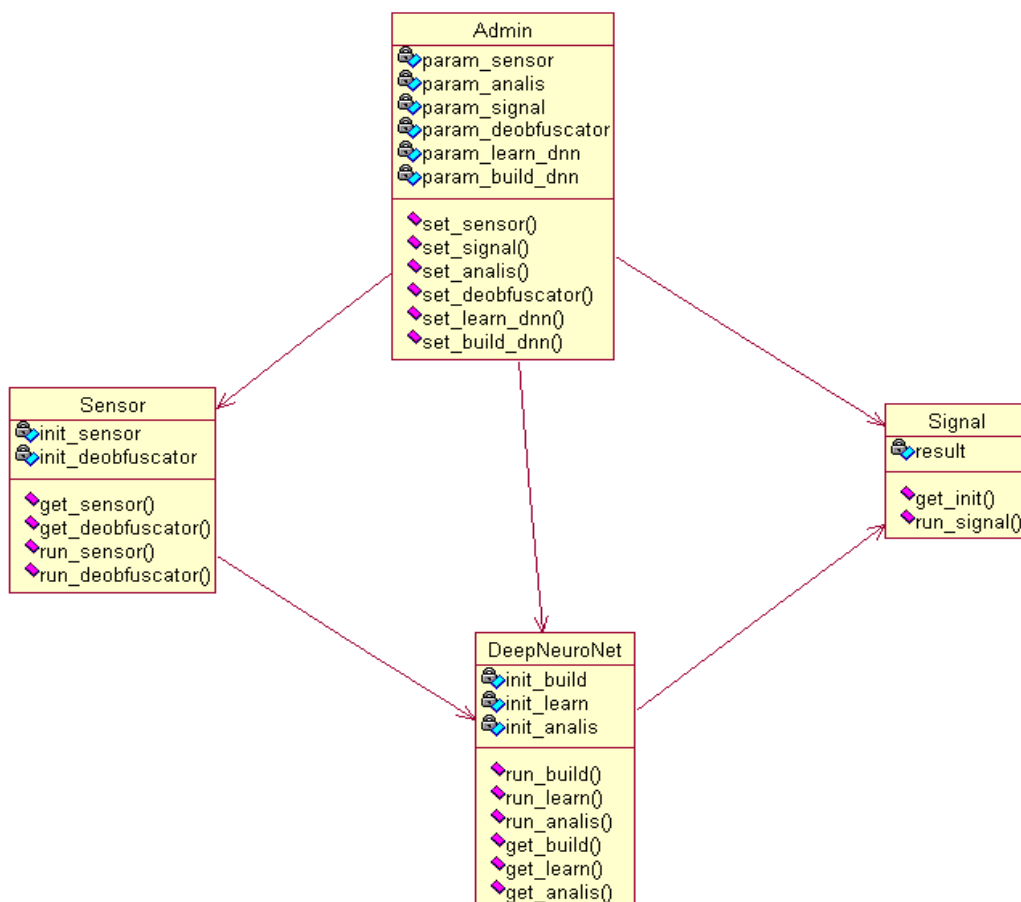 Admin
param_sensor
param_analis
param_signal
param_deobfuscator
param_learn_dnn
param_build_dnn
set_sensor()
set_signal()
set_analis()
set_deobfuscator()
set_learn_dnn()
set_build_dnn()
Sensor
init_sensor
init_deobfuscator
get_sensor()
get_deobfuscator()
run_sensor()
run_deobfuscator()
Signal
result
get_init()
run_signal()
DeepNeuroNet
init_build
init_learn
init_analis
run_build()
run_learn()
run_analis()
get_build()
get_learn()
get_analis()